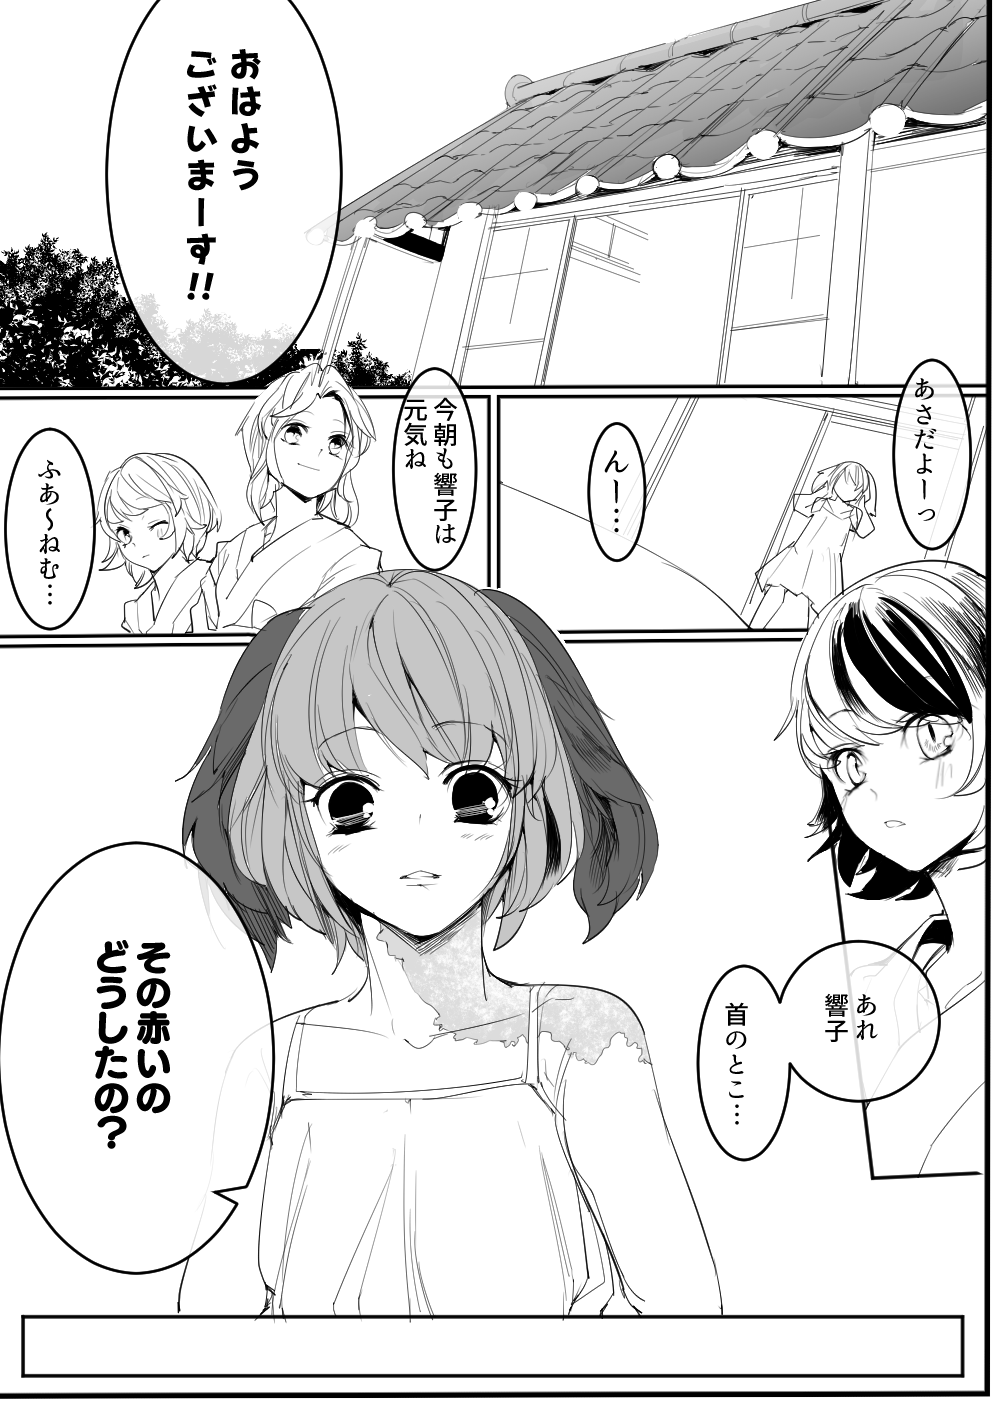 おはよう
ございまーす!!
あさだよーっ
んー…
今朝も響子は
元気ね
ふあ〜ねむ…
あれ
響子
首のとこ…
その赤いの
どうしたの?